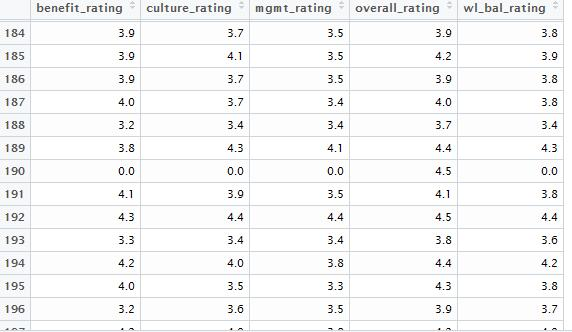 benefit_rating culture_rating mgmt_rating overall_rating wl_bal_rating
184 3.9 3.7 3.5 3.9 3.8
185 3.9 4.1 3.5 4.2 3.9
186 3.9 3.7 3.5 3.9 3.8
187 4.0 3.7 3.4 4.0 3.8
188 3.2 3.4 3.4 3.7 3.4
189 3.8 4.3 4.1 4.4 4.3
190 0.0 0.0 0.0 4.5 0.0
191 4.1 3.9 3.5 4.1 3.8
192 4.3 4.4 4.4 4.5 4.4
193 3.3 3.4 3.4 3.8 3.6
194 4.2 4.0 3.8 4.4 4.2
195 4.0 3.5 3.3 4.3 3.8
196 3.2 3.6 3.5 3.9 3.7